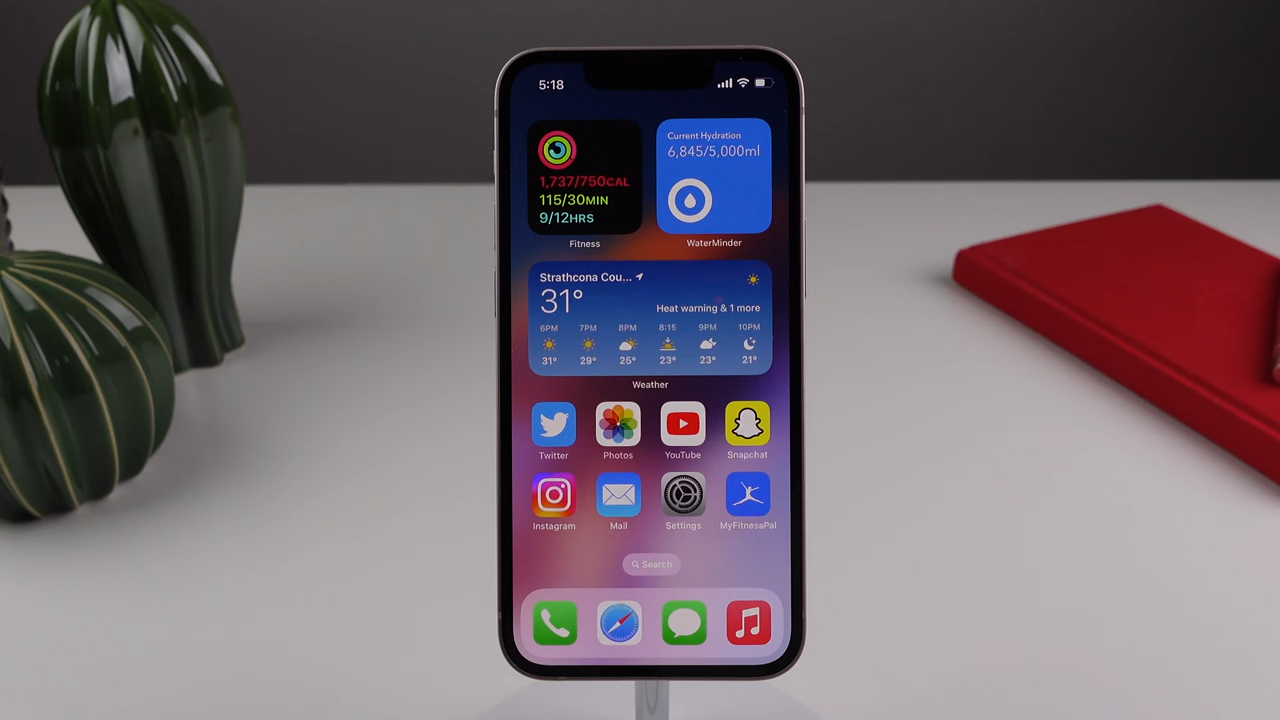 5:18
1,737/750CAL
115/30MIN
9/12HRS
Fitness
Current Hydration
6,845/5,000ml
WaterMinder
Strathcona Cou...
31°
Heat warning & 1 more
6PM 7PM 8PM 8:15 9PM 10PM
31° 29° 25° 23° 23° 21°
Weather
Twitter Photos YouTube Snapchat
Instagram Mail Settings MyFitnessPal
Search